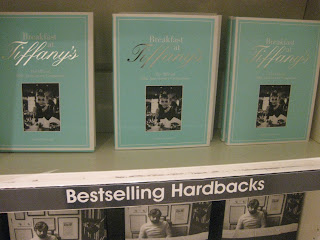 Breakfast
at
Tiffany's
Breakfast
at
Tiffany's
Breakfast
at
Tiffany's
Bestselling Hardbacks